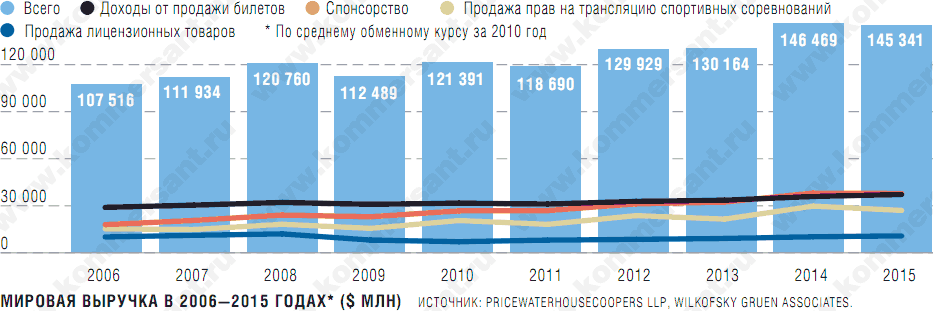 Всего Доходы от продажи билетов Спонсорство Продажа прав на трансляцию спортивных соревнований
Продажа лицензионных товаров * По среднему обменному курсу за 2010 год
120 000
90 000
60 000
30 000
0
107 516 111 934 120 760 112 489 121 391 118 690 129 929 130 164 146 469 145 341
2006 2007 2008 2009 2010 2011 2012 2013 2014 2015
МИРОВАЯ ВЫРУЧКА В 2006—2015 ГОДАХ* ($ МЛН) ИСТОЧНИК: PRICEWATERHOUSECOOPERS LLP, WILKOFSKY GRUEN ASSOCIATES.
www.kommersant.ru